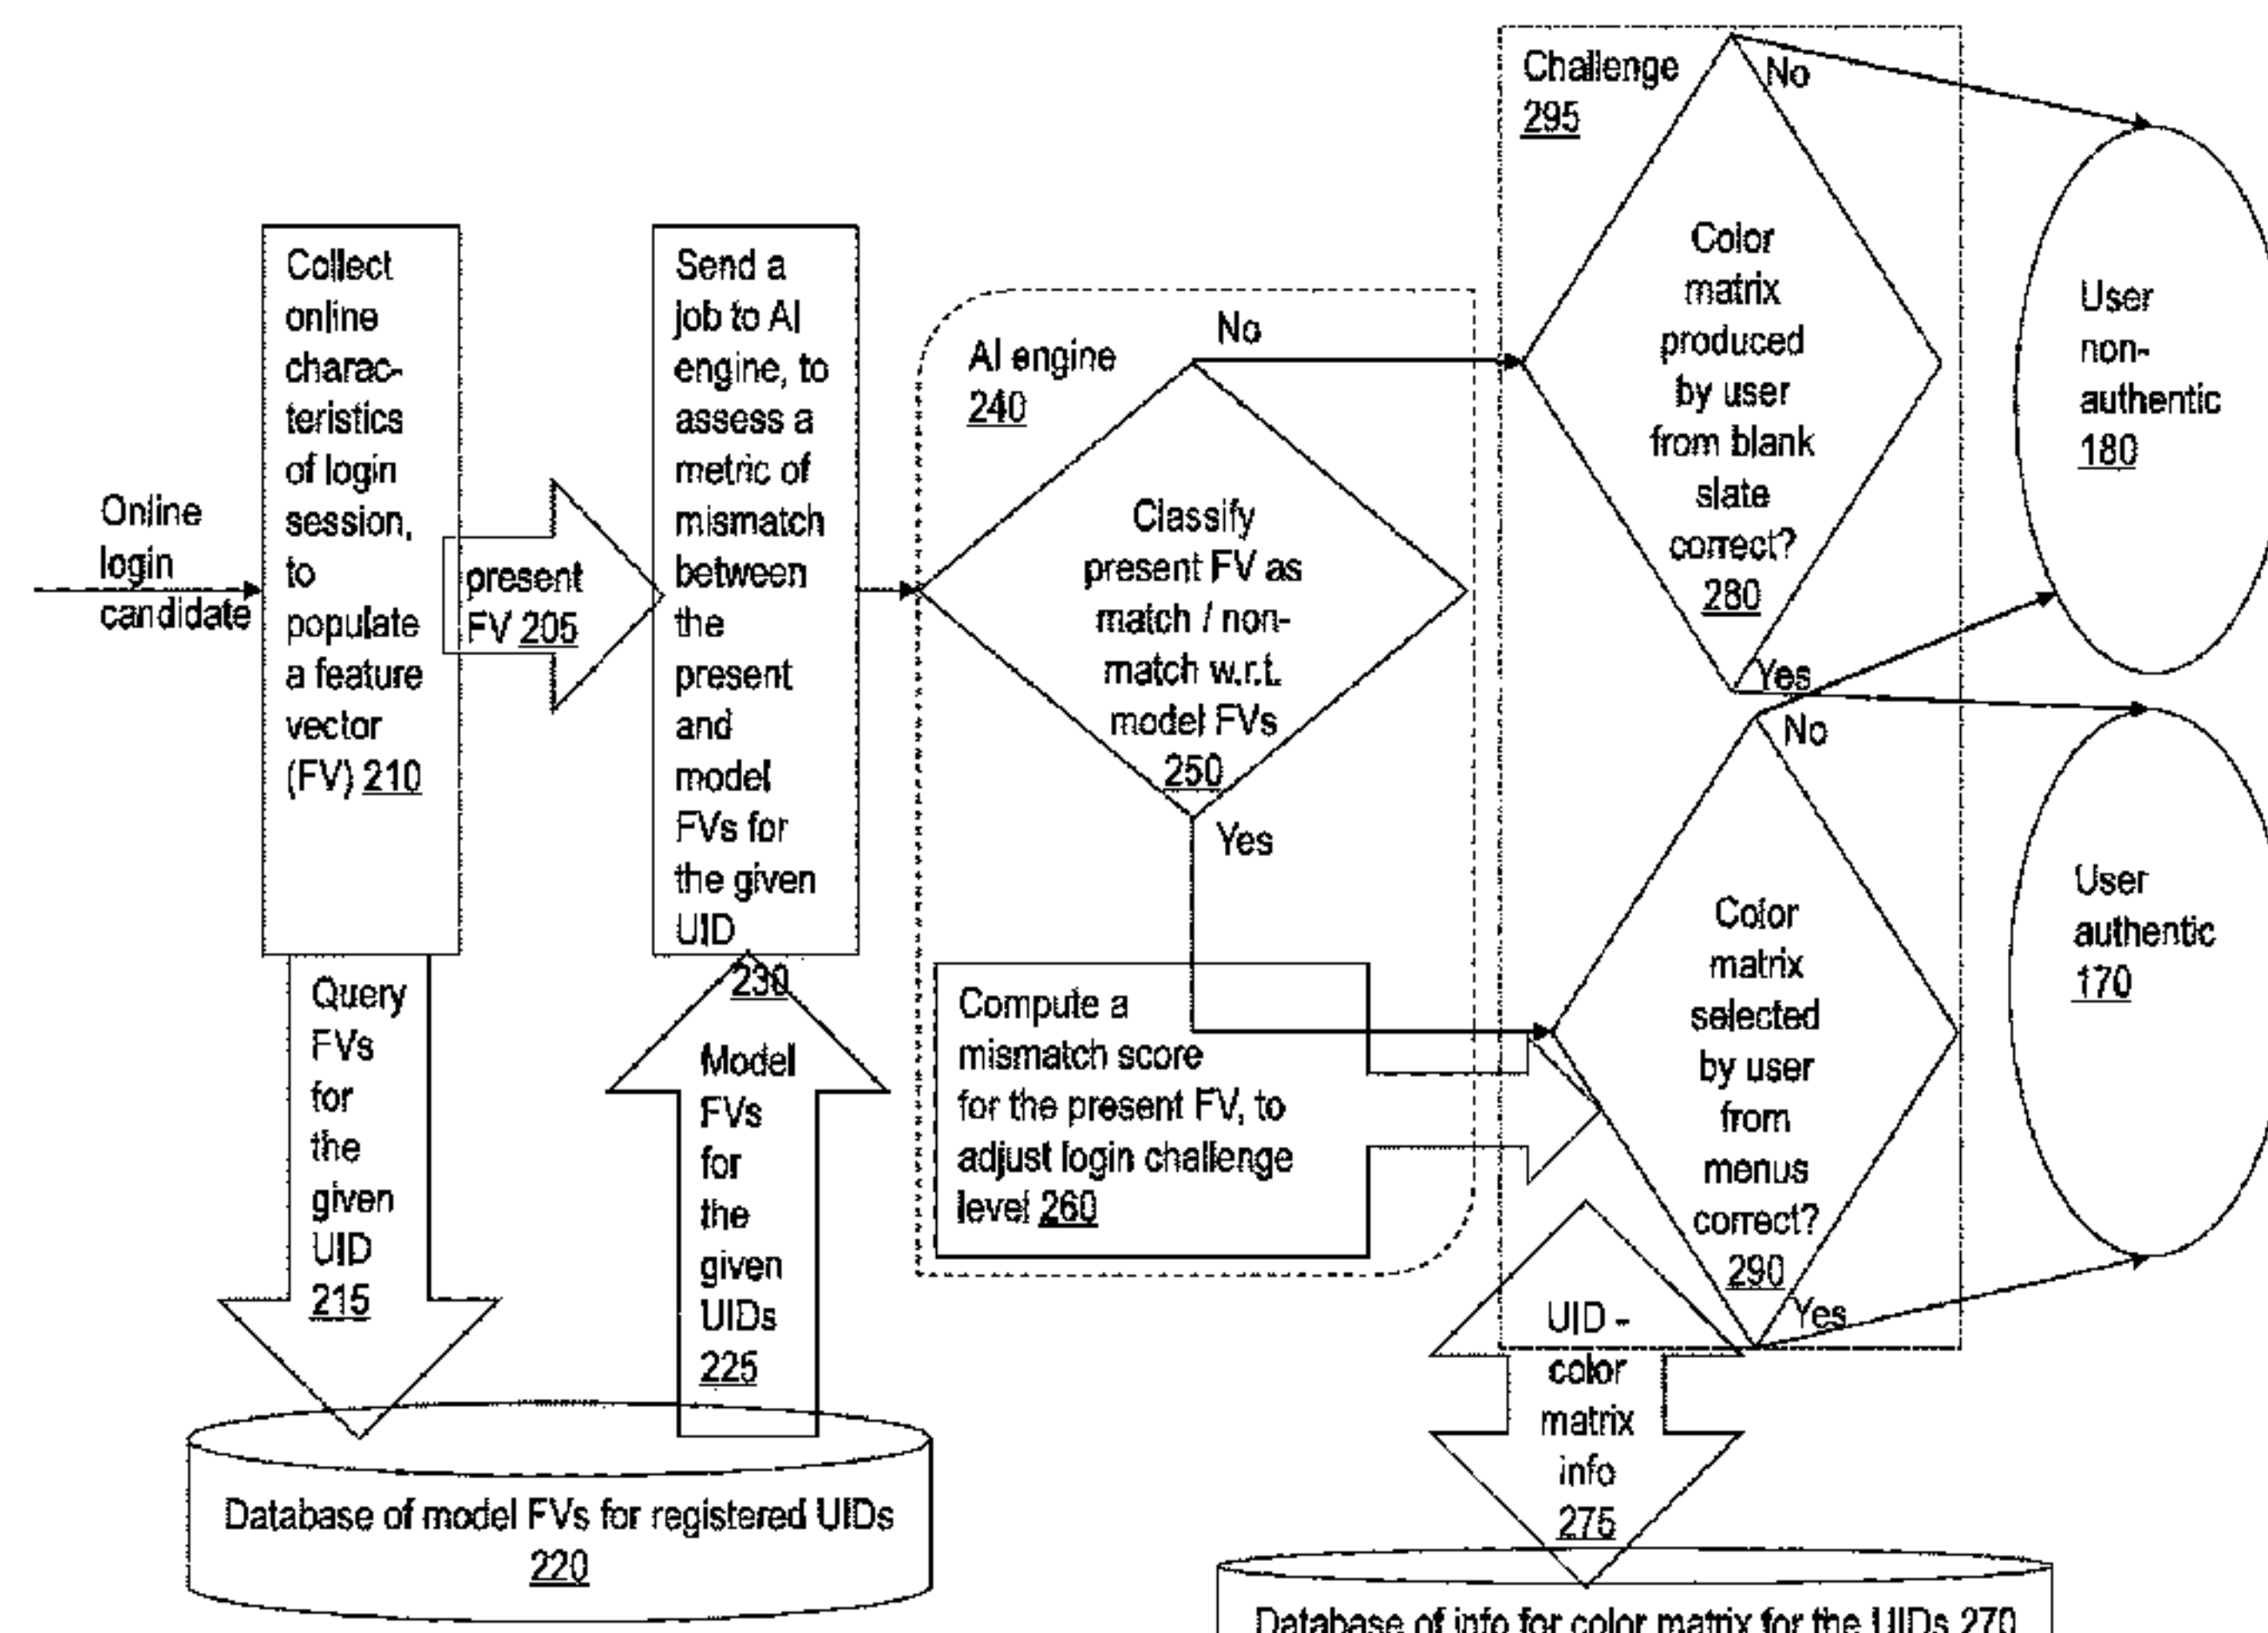 Online
login
candidate
Collect
online
charac-
teristics
of login
session,
to
populate
a feature
vector
(FV) 210
present
FV 205
Query
FVs
for
the
given
UID
215
Database of model FVs for registered UIDs
220
Send a
job to AI
engine, to
assess a
metric of
mismatch
between
the
present
and
model
FVs for
the given
UID
230
Model
FVs
for
the
given
UIDs
225
AI engine
240
No
Classify
present FV as
match / non-
match w.r.t.
model FVs
250
Yes
Compute a
mismatch score
for the present FV, to
adjust login challenge
level 260
Challenge
295
No
Color
matrix
produced
by user
from blank
slate
correct?
280
Yes
No
Color
matrix
selected
by user
from
menus
correct?
290
Yes
UID -
color
matrix
info
275
Database of info for color matrix for the UIDs 270
User
non-
authentic
180
User
authentic
170